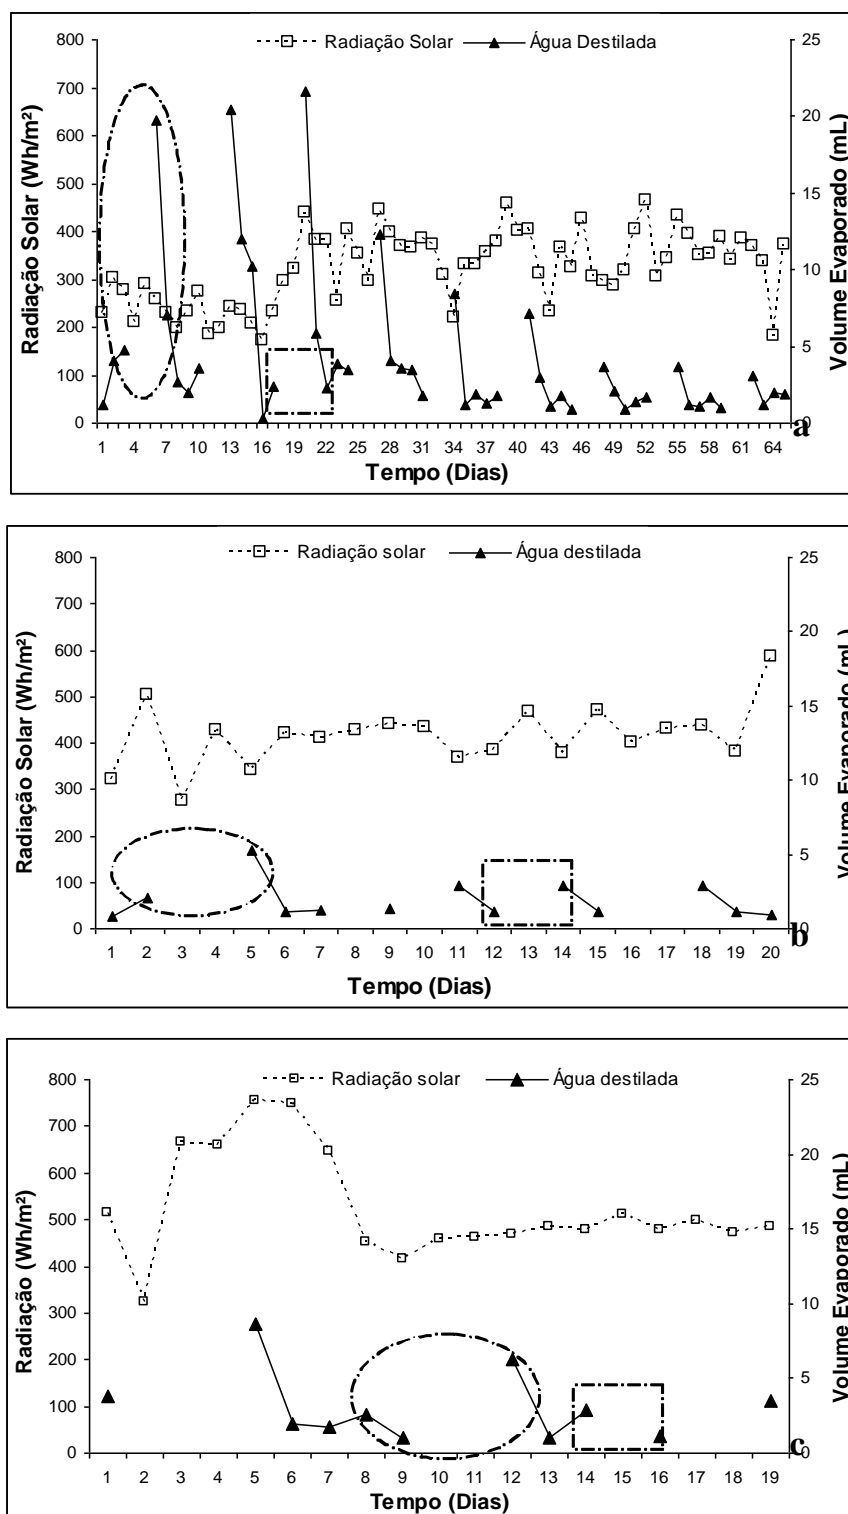 Radiação Solar Água Destilada
800 700 600 500 400 300 200 100 0
Radiação Solar (Wh/m²)
25 20 15 10 5 0
Volume Evaporado (mL)
a
1 4 7 10 13 16 19 22 25 28 31 34 37 40 43 46 49 52 55 58 61 64
Tempo (Dias)
Radiação solar Água destilada
800 700 600 500 400 300 200 100 0
Radiação Solar (Wh/m²)
25 20 15 10 5 0
Volume Evaporado (mL)
b
1 2 3 4 5 6 7 8 9 10 11 12 13 14 15 16 17 18 19 20
Tempo (Dias)
Radiação solar Água destilada
800 700 600 500 400 300 200 100 0
Radiação (Wh/m²)
25 20 15 10 5 0
Volume Evaporado (mL)
c
1 2 3 4 5 6 7 8 9 10 11 12 13 14 15 16 17 18 19
Tempo (Dias)